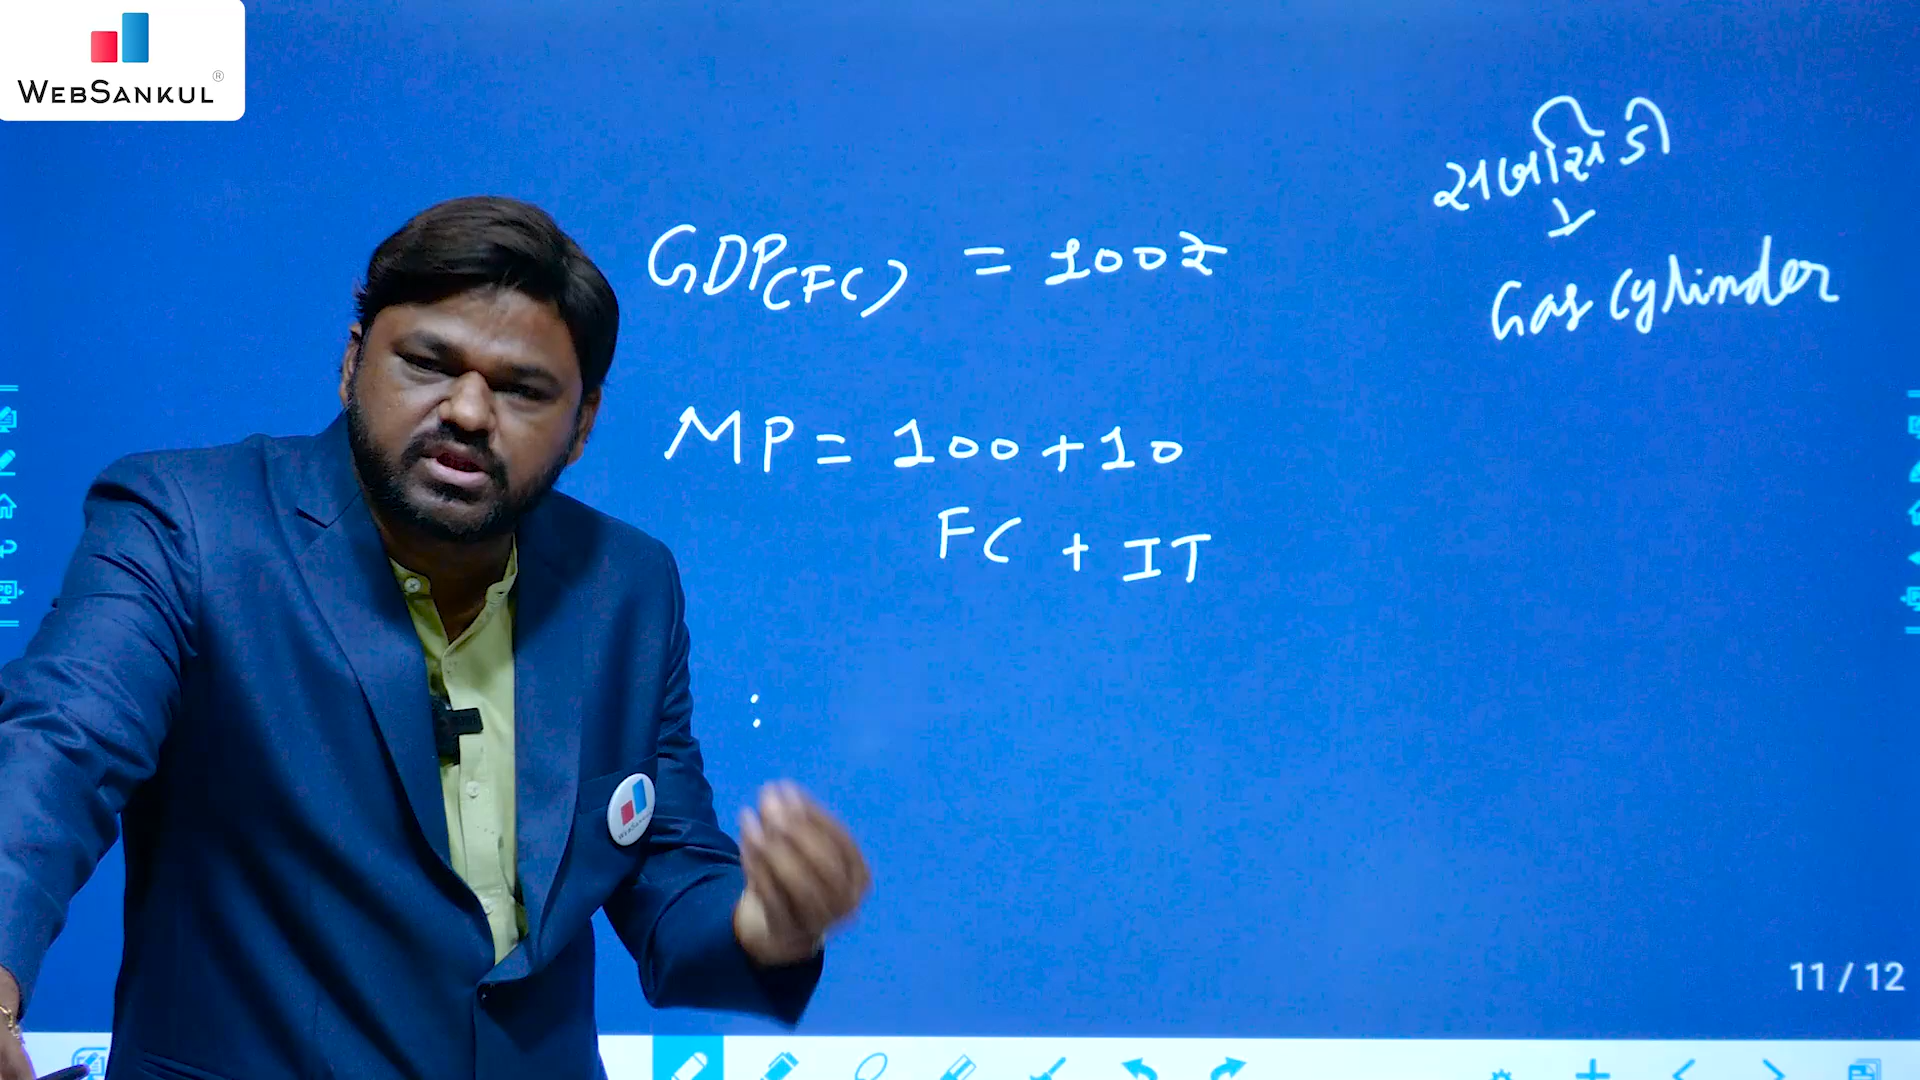 WEBSANKUL®
સબસિડી
GDP(FC) = 100₹
Gas cylinder
MP = 100 + 10
FC + IT
:
11 / 12